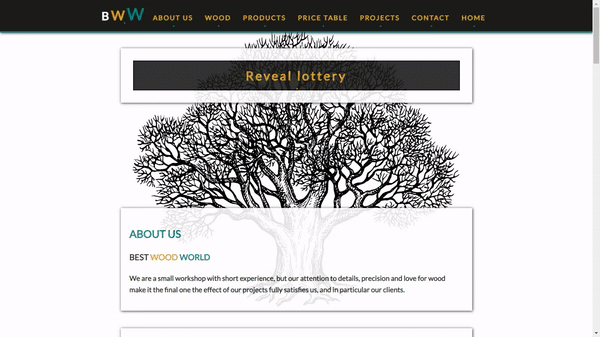 BWW ABOUT US WOOD PRODUCTS PRICE TABLE PROJECTS CONTACT HOME
Reveal lottery
ABOUT US
BEST WOOD WORLD
We are a small workshop with short experience, but our attention to details, precision and love for wood
make it the final one the effect of our projects fully satisfies us, and in particular our clients.